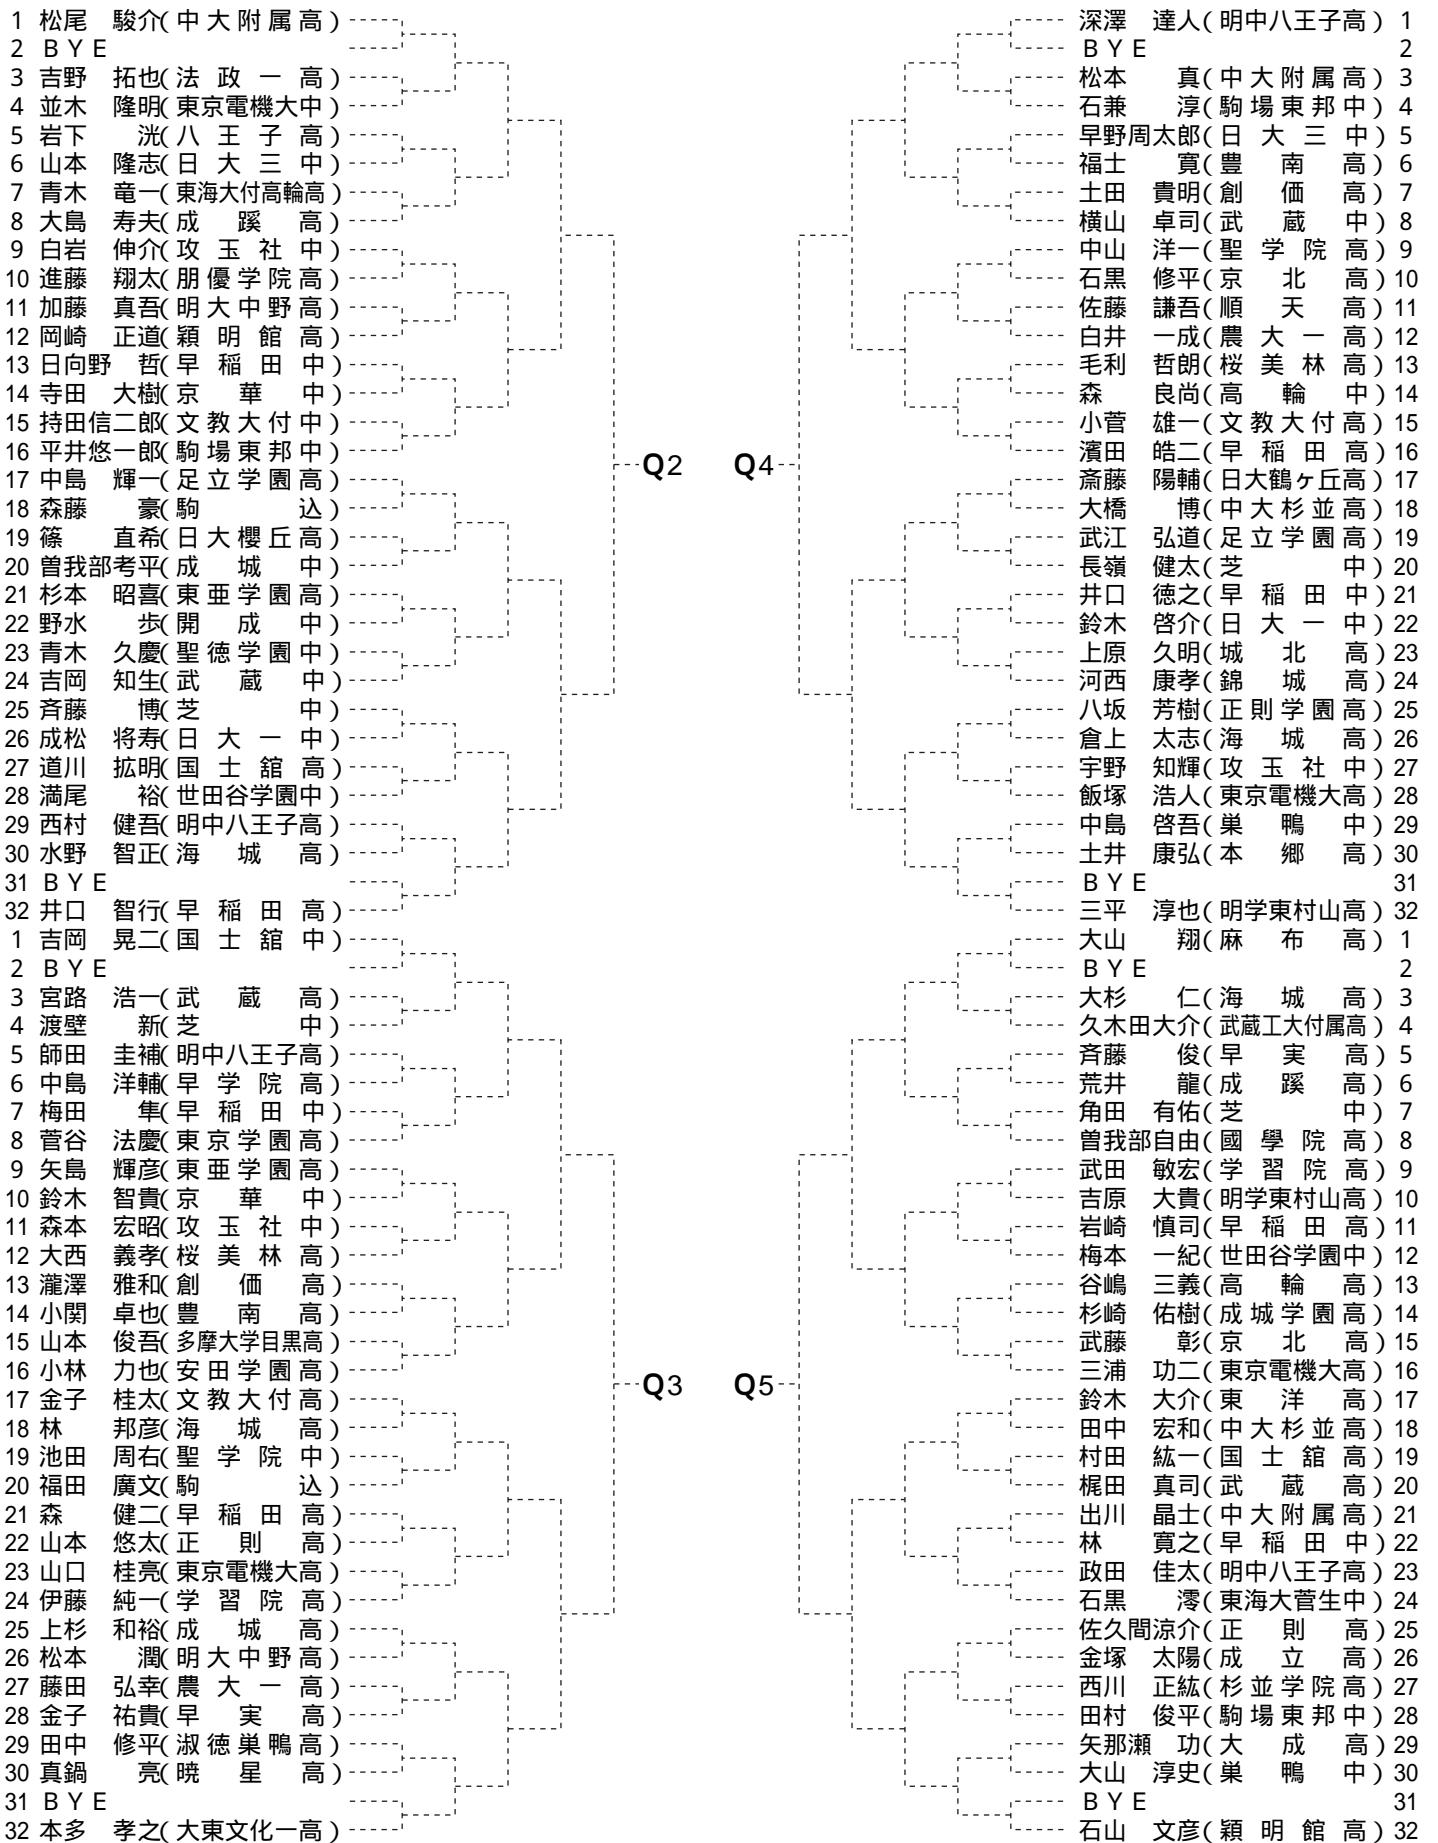 1 松尾 駿介(中大附属高)
2 BYE
3 吉野 拓也(法政一高)
4 並木 隆明(東京電機大中)
5 岩下 洸(八王子高)
6 山本 隆志(日大三中)
7 青木 竜一(東海大付高輪高)
8 大島 寿夫(成蹊高)
9 白岩 伸介(攻玉社中)
10 進藤 翔太(朋優学院高)
11 加藤 真吾(明大中野高)
12 岡崎 正道(穎明館高)
13 日向野 哲(早稲田中)
14 寺田 大樹(京華中)
15 持田信二郎(文教大付中)
16 平井悠一郎(駒場東邦中)
17 中島 輝一(足立学園高)
18 森藤 豪(駒込)
19 篠 直希(日大櫻丘高)
20 曽我部考平(成城中)
21 杉本 昭喜(東亜学園高)
22 野水 歩(開成中)
23 青木 久慶(聖徳学園中)
24 吉岡 知生(武蔵中)
25 斉藤 博(芝中)
26 成松 将寿(日大一中)
27 道川 拡明(国士舘高)
28 満尾 裕(世田谷学園中)
29 西村 健吾(明中八王子高)
30 水野 智正(海城高)
31 BYE
32 井口 智行(早稲田高)
Q2
1 吉岡 晃二(国士舘中)
2 BYE
3 宮路 浩一(武蔵高)
4 渡壁 新(芝中)
5 師田 圭補(明中八王子高)
6 中島 洋輔(早学院高)
7 梅田 隼(早稲田中)
8 菅谷 法慶(東京学園高)
9 矢島 輝彦(東亜学園高)
10 鈴木 智貴(京華中)
11 森本 宏昭(攻玉社中)
12 大西 義孝(桜美林高)
13 瀧澤 雅和(創価高)
14 小関 卓也(豊南高)
15 山本 俊吾(多摩大学目黒高)
16 小林 力也(安田学園高)
17 金子 桂太(文教大付高)
18 林 邦彦(海城高)
19 池田 周右(聖学院中)
20 福田 廣文(駒込)
21 森 健二(早稲田高)
22 山本 悠太(正則高)
23 山口 桂亮(東京電機大高)
24 伊藤 純一(学習院高)
25 上杉 和裕(成城高)
26 松本 潤(明大中野高)
27 藤田 弘幸(農大一高)
28 金子 祐貴(早実高)
29 田中 修平(淑徳巣鴨高)
30 真鍋 亮(暁星高)
31 BYE
32 本多 孝之(大東文化一高)
Q3
深澤 達人(明中八王子高) 1
BYE 2
松本 真(中大附属高) 3
石兼 淳(駒場東邦中) 4
早野周太郎(日大三中) 5
福士 寛(豊南高) 6
土田 貴明(創価高) 7
横山 卓司(武蔵中) 8
中山 洋一(聖学院高) 9
石黒 修平(京北高) 10
佐藤 謙吾(順天高) 11
白井 一成(農大一高) 12
毛利 哲朗(桜美林高) 13
森 良尚(高輪中) 14
小菅 雄一(文教大付高) 15
濱田 皓二(早稲田高) 16
斎藤 陽輔(日大鶴ヶ丘高) 17
大橋 博(中大杉並高) 18
武江 弘道(足立学園高) 19
長嶺 健太(芝中) 20
井口 徳之(早稲田中) 21
鈴木 啓介(日大一中) 22
上原 久明(城北高) 23
河西 康孝(錦城高) 24
八坂 芳樹(正則学園高) 25
倉上 太志(海城高) 26
宇野 知輝(攻玉社中) 27
飯塚 浩人(東京電機大高) 28
中島 啓吾(巣鴨中) 29
土井 康弘(本郷高) 30
BYE 31
三平 淳也(明学東村山高) 32
Q4
大山 翔(麻布高) 1
BYE 2
大杉 仁(海城高) 3
久木田大介(武蔵工大付属高) 4
斉藤 俊(早実高) 5
荒井 龍(成蹊高) 6
角田 有佑(芝中) 7
曽我部自由(國學院高) 8
武田 敏宏(学習院高) 9
吉原 大貴(明学東村山高) 10
岩崎 慎司(早稲田高) 11
梅本 一紀(世田谷学園中) 12
谷嶋 三義(高輪高) 13
杉崎 佑樹(成城学園高) 14
武藤 彰(京北高) 15
三浦 功二(東京電機大高) 16
鈴木 大介(東洋高) 17
田中 宏和(中大杉並高) 18
村田 紘一(国士舘高) 19
梶田 真司(武蔵高) 20
出川 晶士(中大附属高) 21
林 寛之(早稲田中) 22
政田 佳太(明中八王子高) 23
石黒 澪(東海大菅生中) 24
佐久間涼介(正則高) 25
金塚 太陽(成立高) 26
西川 正紘(杉並学院高) 27
田村 俊平(駒場東邦中) 28
矢那瀬 功(大成高) 29
大山 淳史(巣鴨中) 30
BYE 31
石山 文彦(穎明館高) 32
Q5